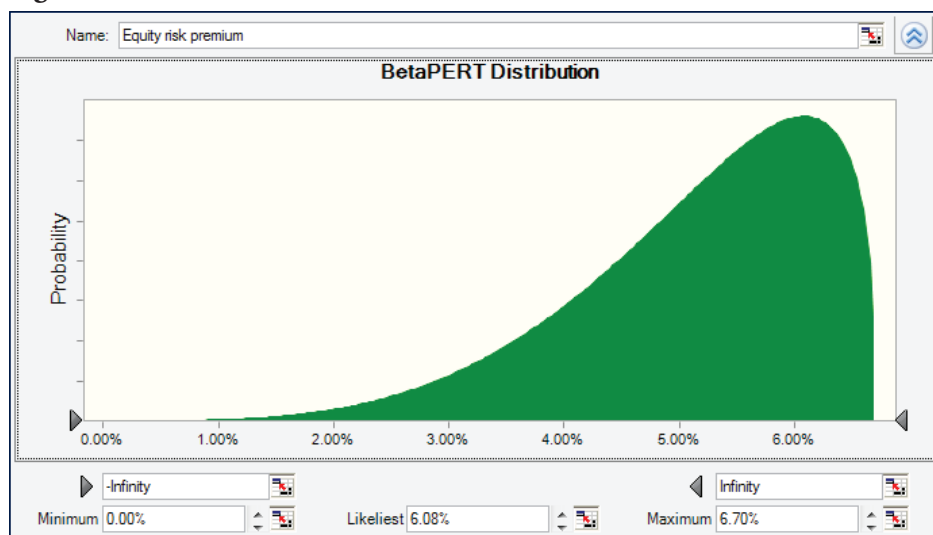 Name: Equity risk premium
BetaPERT Distribution
Probability
0.00% 1.00% 2.00% 3.00% 4.00% 5.00% 6.00%
-Infinity Infinity
Minimum 0.00% Likeliest 6.08% Maximum 6.70%